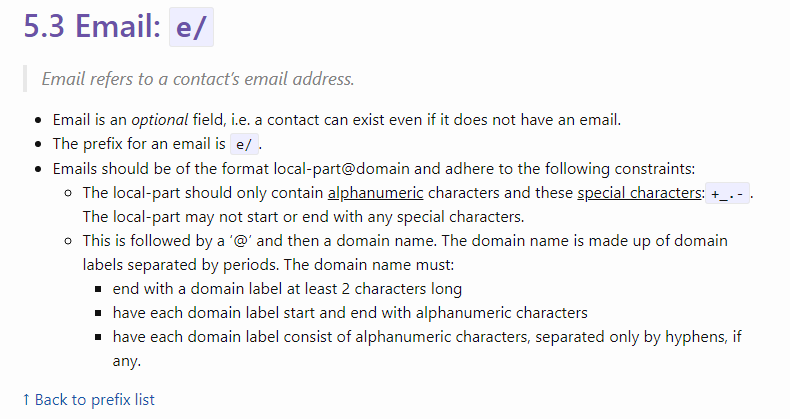 5.3 Email: e/
Email refers to a contact's email address.
• Email is an optional field, i.e. a contact can exist even if it does not have an email.
• The prefix for an email is e/.
• Emails should be of the format local-part@domain and adhere to the following constraints:
○ The local-part should only contain alphanumeric characters and these special characters: +_.-.
The local-part may not start or end with any special characters.
○ This is followed by a '@' and then a domain name. The domain name is made up of domain
labels separated by periods. The domain name must:
▪ end with a domain label at least 2 characters long
▪ have each domain label start and end with alphanumeric characters
▪ have each domain label consist of alphanumeric characters, separated only by hyphens, if
any.
↑ Back to prefix list